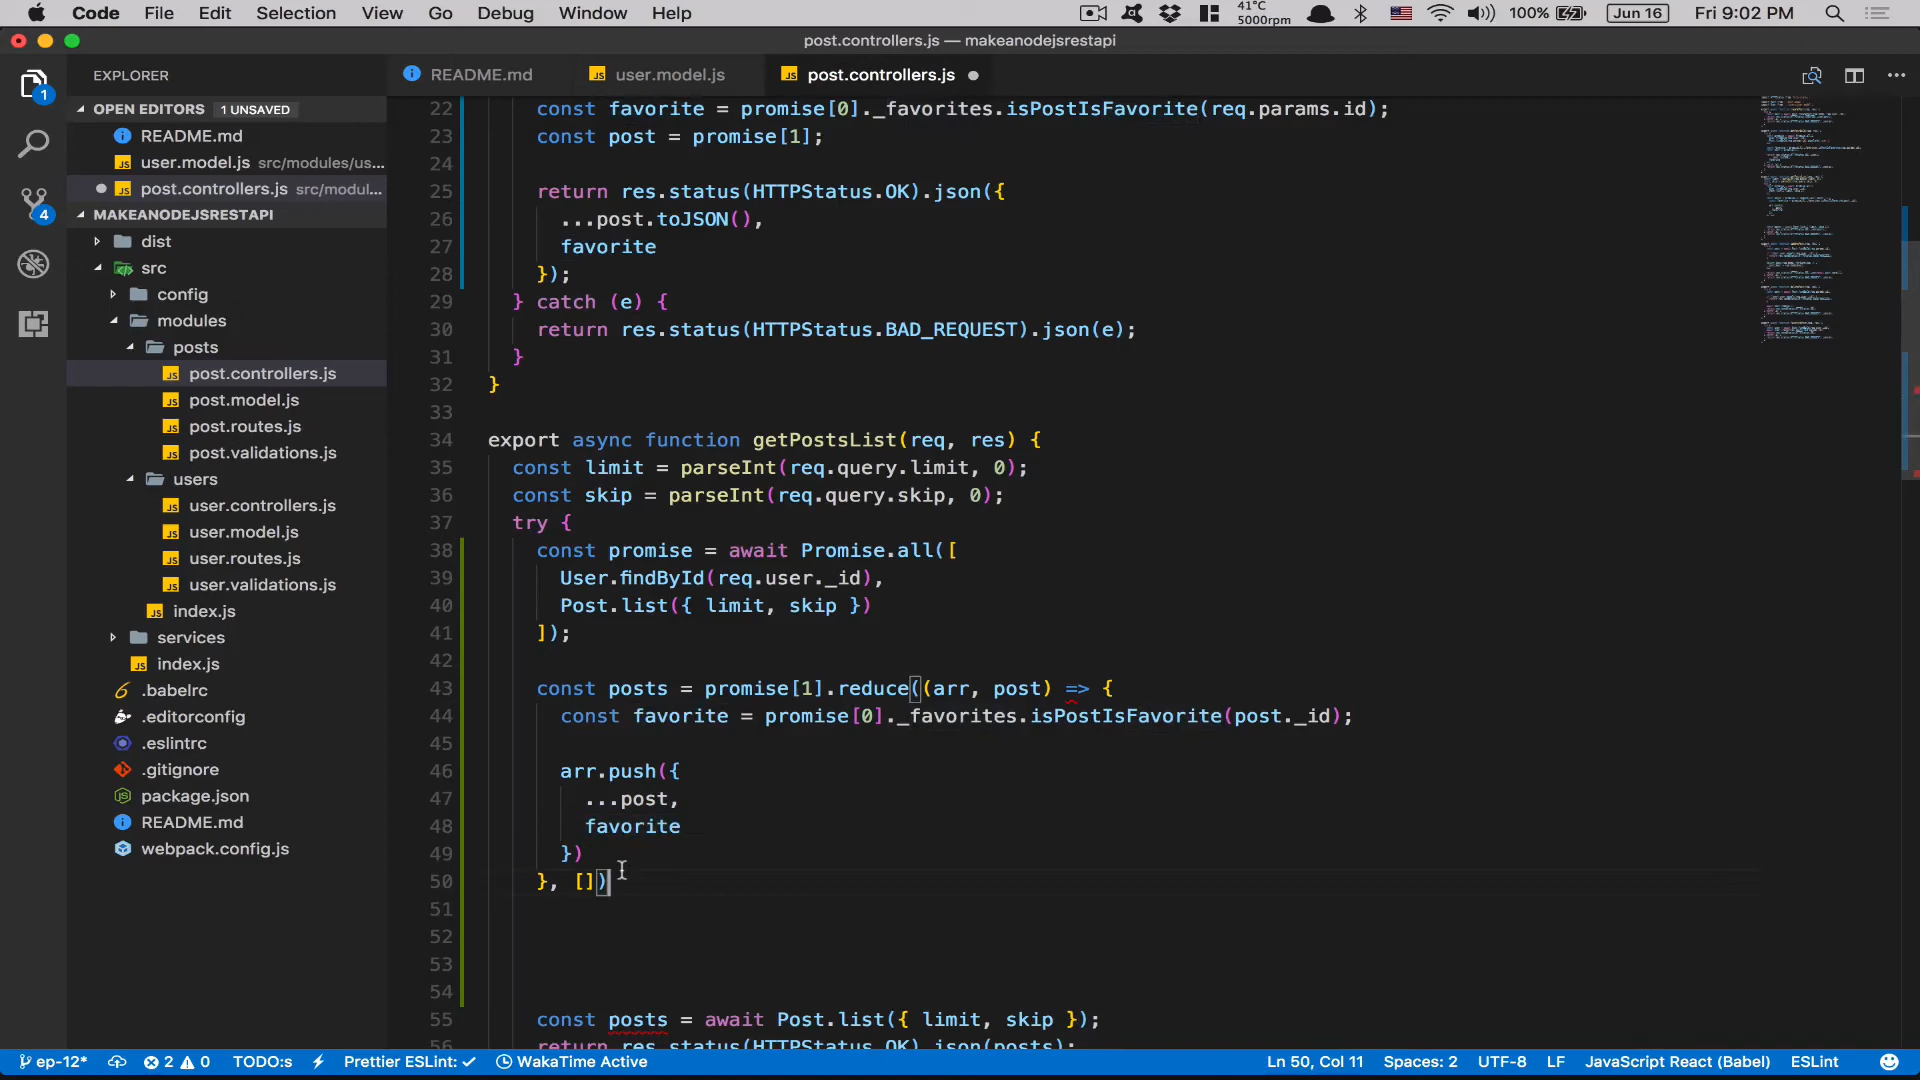 Code File Edit Selection View Go Debug Window Help 41°C 5000rpm 100% Jun 16 Fri 9:02 PM
post.controllers.js — makeanodejsrestapi
EXPLORER
README.md user.model.js post.controllers.js
OPEN EDITORS 1 UNSAVED
README.md
user.model.js src/modules/us...
post.controllers.js src/modul...
MAKEANODEJSRESTAPI
dist
src
config
modules
posts
post.controllers.js
post.model.js
post.routes.js
post.validations.js
users
user.controllers.js
user.model.js
user.routes.js
user.validations.js
index.js
services
index.js
.babelrc
.editorconfig
.eslintrc
.gitignore
package.json
README.md
webpack.config.js
1
4
22 const favorite = promise[0]._favorites.isPostIsFavorite(req.params.id);
23 const post = promise[1];
24
25 return res.status(HTTPStatus.OK).json({
26 ...post.toJSON(),
27 favorite
28 });
29 } catch (e) {
30 return res.status(HTTPStatus.BAD_REQUEST).json(e);
31 }
32 }
33
34 export async function getPostsList(req, res) {
35 const limit = parseInt(req.query.limit, 0);
36 const skip = parseInt(req.query.skip, 0);
37 try {
38 const promise = await Promise.all([
39 User.findById(req.user._id),
40 Post.list({ limit, skip })
41 ]);
42
43 const posts = promise[1].reduce((arr, post) => {
44 const favorite = promise[0]._favorites.isPostIsFavorite(post._id);
45
46 arr.push({
47 ...post,
48 favorite
49 })
50 }, [])
51
52
53
54
55 const posts = await Post.list({ limit, skip });
56 return res.status(HTTPStatus.OK).json(posts);
ep-12* 2 0 TODO:s Prettier ESLint: ✓ WakaTime Active Ln 50, Col 11 Spaces: 2 UTF-8 LF JavaScript React (Babel) ESLint